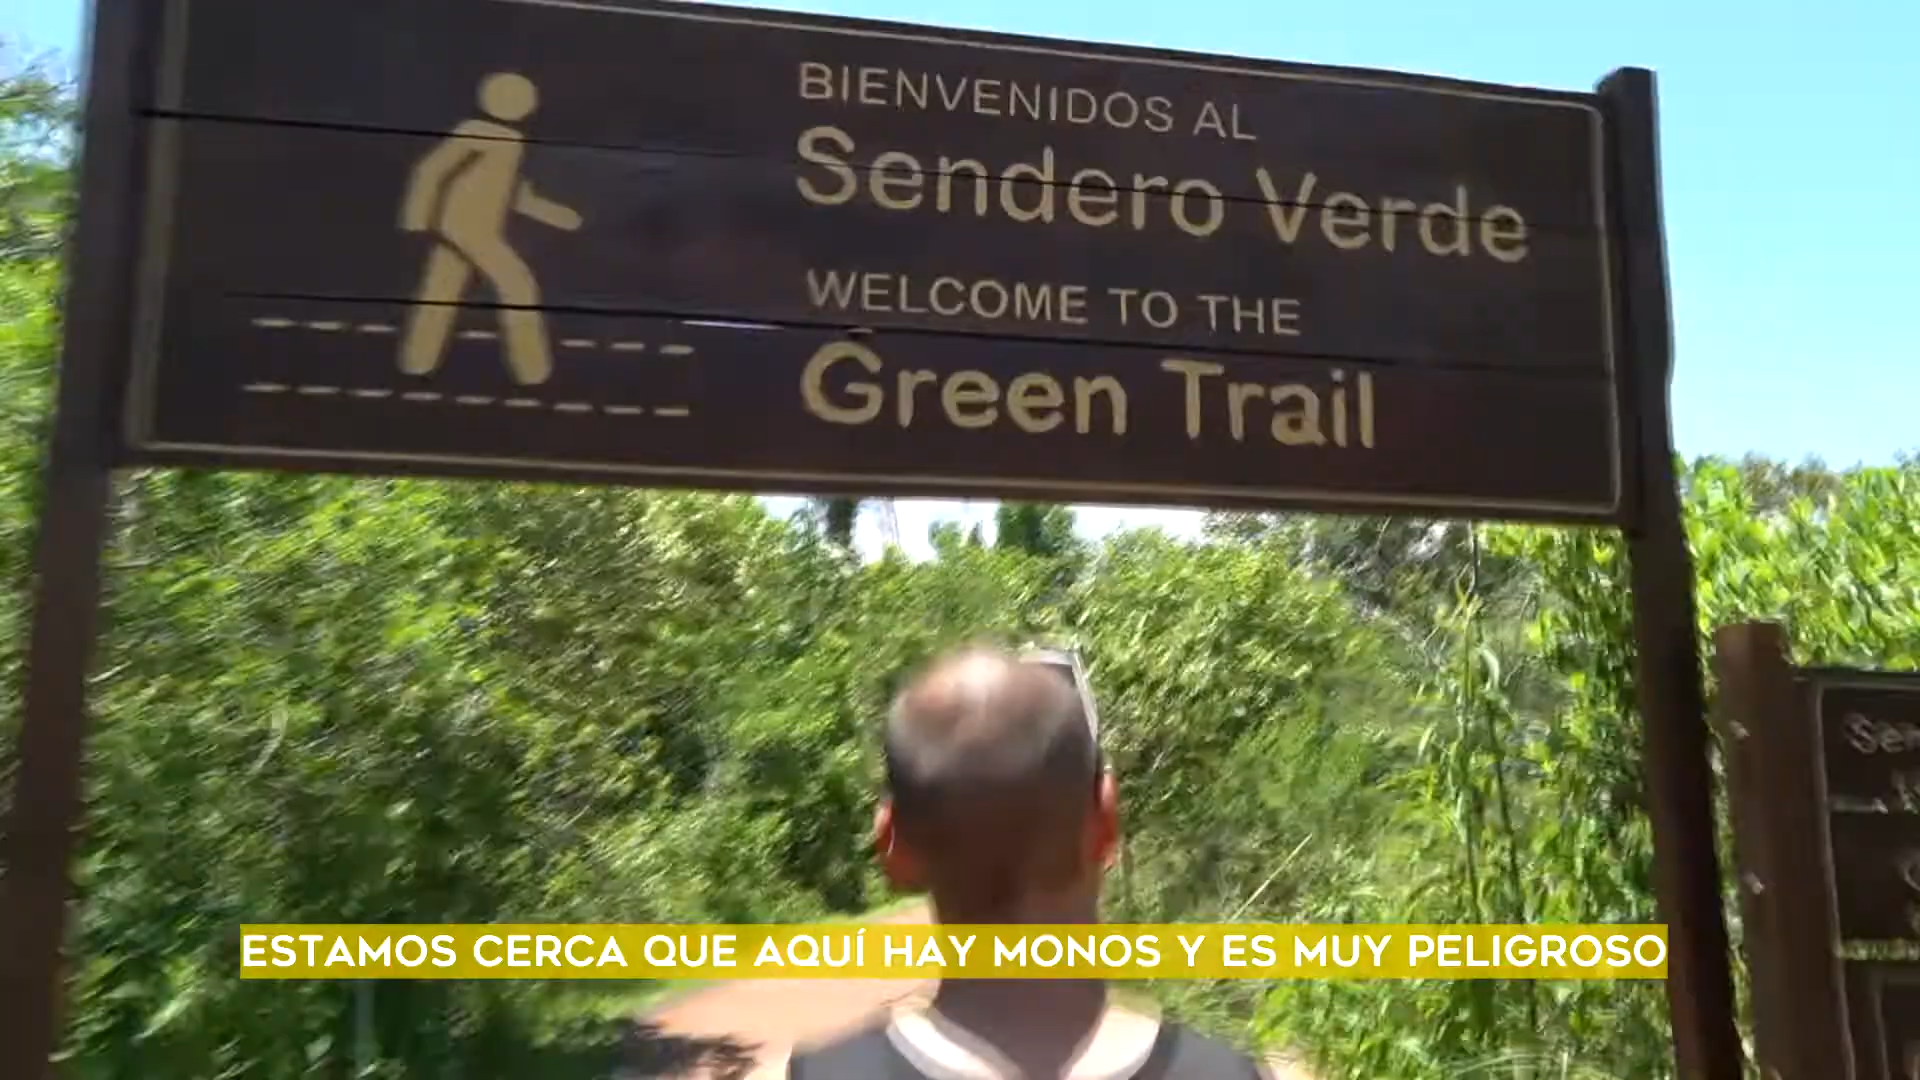 BIENVENIDOS AL
Sendero Verde
WELCOME TO THE
Green Trail
ESTAMOS CERCA QUE AQUÍ HAY MONOS Y ES MUY PELIGROSO